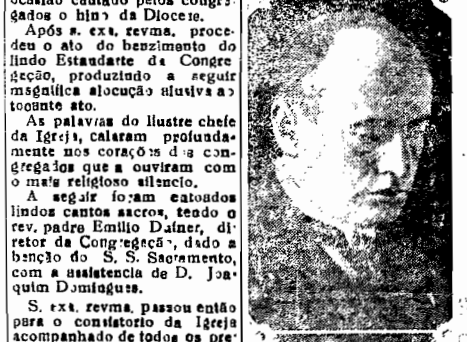 ocasião cantado pelos congre-
gados o hino da Diocese.
Após s. exa. revma. proce-
deu o ato do benzimento do
lindo Estandarte da Congre
gação, produzindo a seguir
magnifica alocução alusiva ao
tocante ato.
As palavras do ilustre chefe
da Igreja, calaram profunda-
mente nos corações dos con-
gregados que a ouviram com
o mais religioso silencio.
A seguir foram entoados
lindos cantos sacros, tendo o
rev. padre Emilio Dafner, di-
retor da Congregação, dado a
benção do S. S. Sacramento,
com a assistencia de D. Joa-
quim Domingues.
S. exa. revma. passou então
para o consistorio da Igreja
acompanhado de todos os pre-